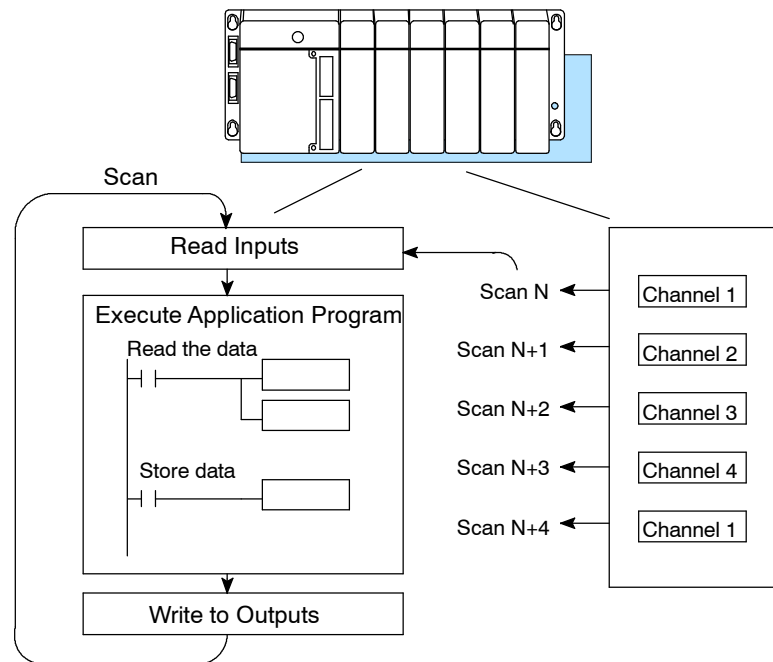 Scan
Read Inputs
Execute Application Program
Read the data
Store data
Write to Outputs
Scan N
Channel 1
Scan N+1
Channel 2
Scan N+2
Channel 3
Scan N+3
Channel 4
Scan N+4
Channel 1